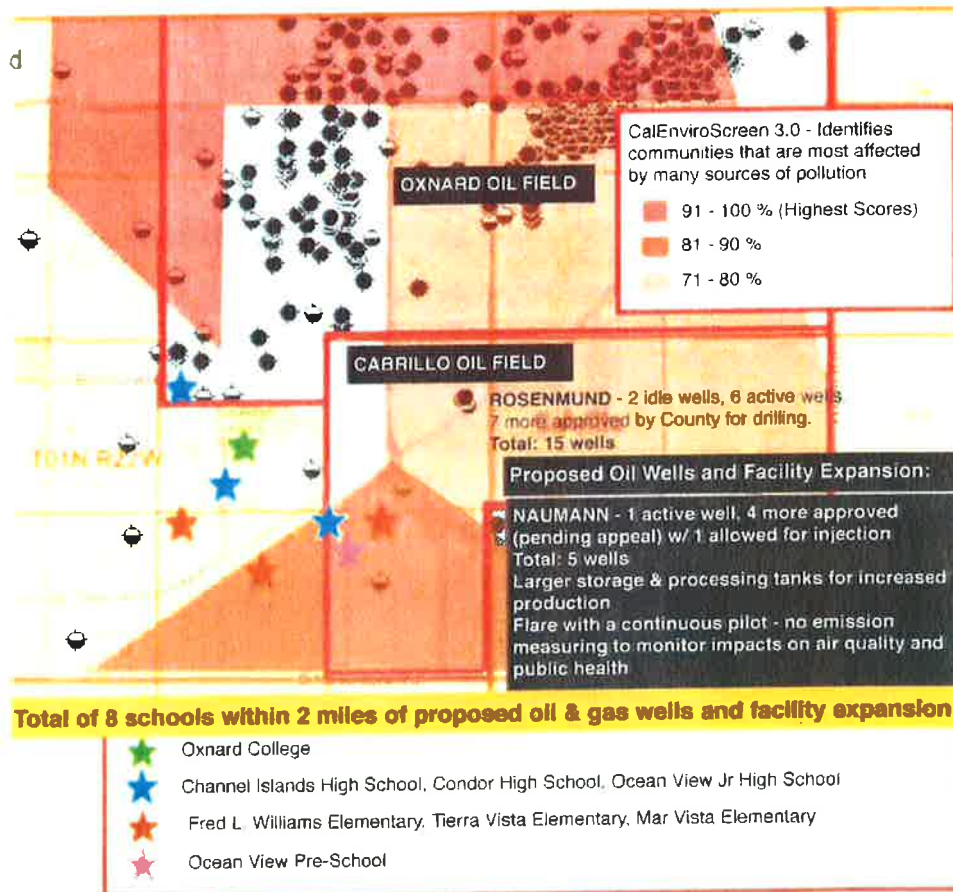 d
CalEnviroScreen 3.0 - Identifies
communities that are most affected
by many sources of pollution
91 - 100 % (Highest Scores)
81 - 90 %
71 - 80 %
OXNARD OIL FIELD
CABRILLO OIL FIELD
ROSENMUND - 2 idle wells, 6 active wells
7 more approved by County for drilling.
Total: 15 wells
T01N R22W
Proposed Oil Wells and Facility Expansion:
NAUMANN - 1 active well, 4 more approved
(pending appeal) w/ 1 allowed for injection
Total: 5 wells
Larger storage & processing tanks for increased
production
Flare with a continuous pilot - no emission
measuring to monitor impacts on air quality and
public health
Total of 8 schools within 2 miles of proposed oil & gas wells and facility expansion
Oxnard College
Channel Islands High School, Condor High School, Ocean View Jr High School
Fred L. Williams Elementary, Tierra Vista Elementary, Mar Vista Elementary
Ocean View Pre-School